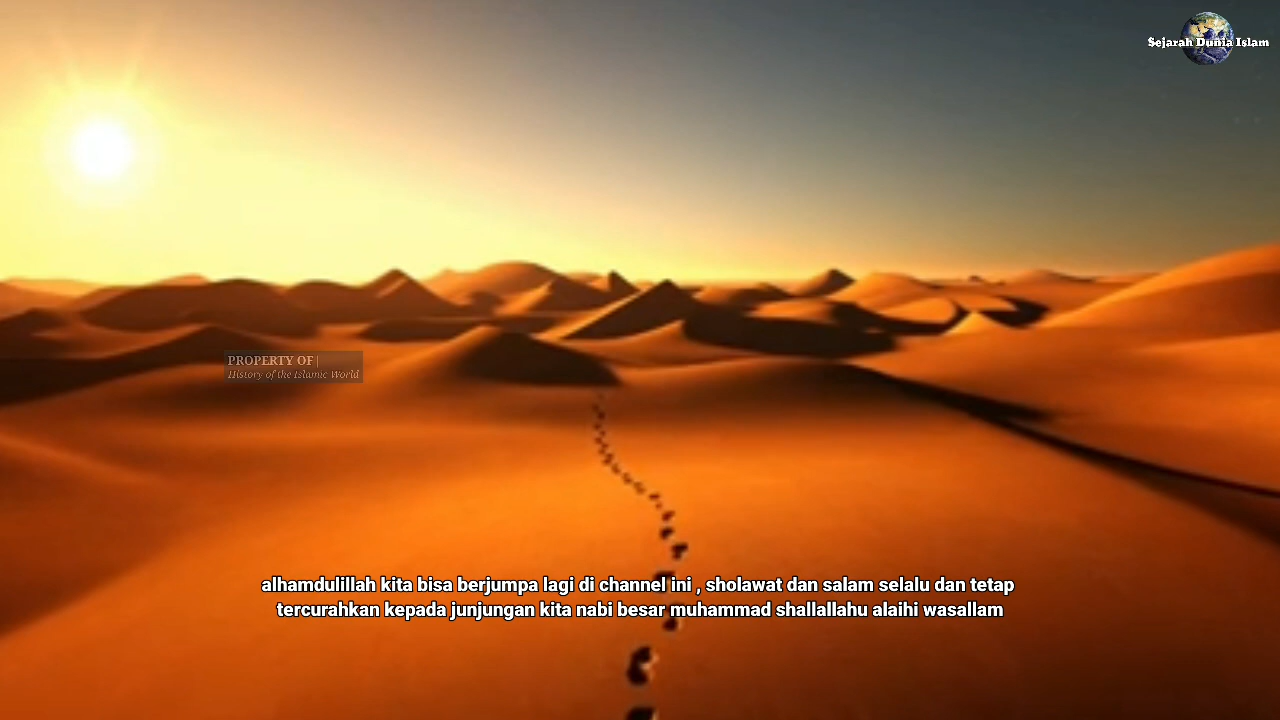 Sejarah Dunia Islam
PROPERTY OF |
History of the Islamic World
alhamdulillah kita bisa berjumpa lagi di channel ini , sholawat dan salam selalu dan tetap
tercurahkan kepada junjungan kita nabi besar muhammad shallallahu alaihi wasallam